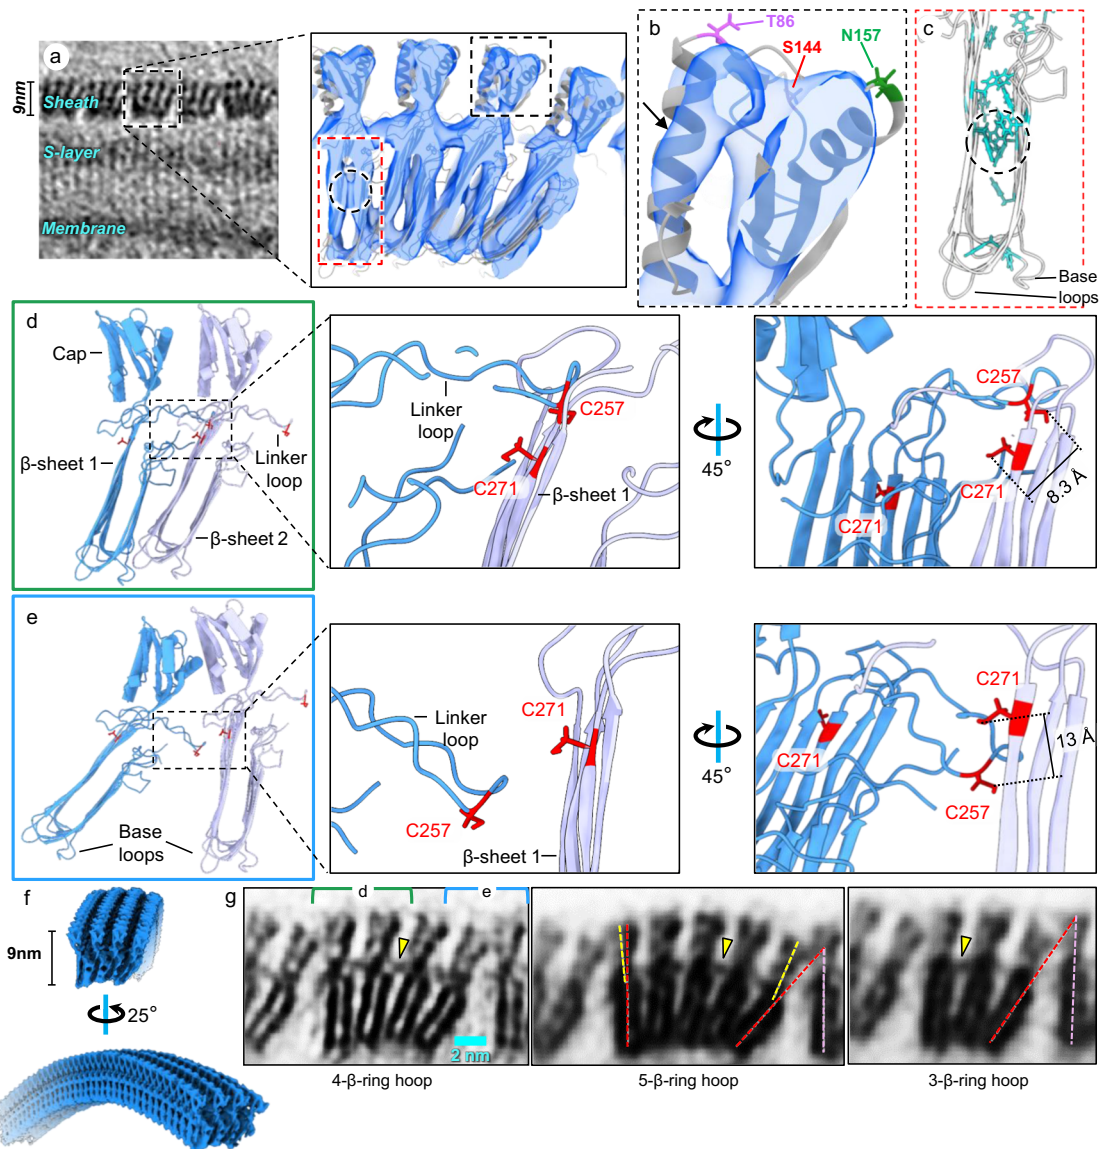 a
9nm
Sheath
S-layer
Membrane
b
T86
S144
N157
c
Base
loops
d
Cap
β-sheet 1
Linker
loop
β-sheet 2
Linker
loop
C257
C271
β-sheet 1
45°
C257
C271
8.3 Å
C271
e
Base
loops
Linker
loop
C271
C257
β-sheet 1
45°
C271
C271
13 Å
C257
f
9nm
25°
g
d
e
2 nm
4-β-ring hoop
5-β-ring hoop
3-β-ring hoop